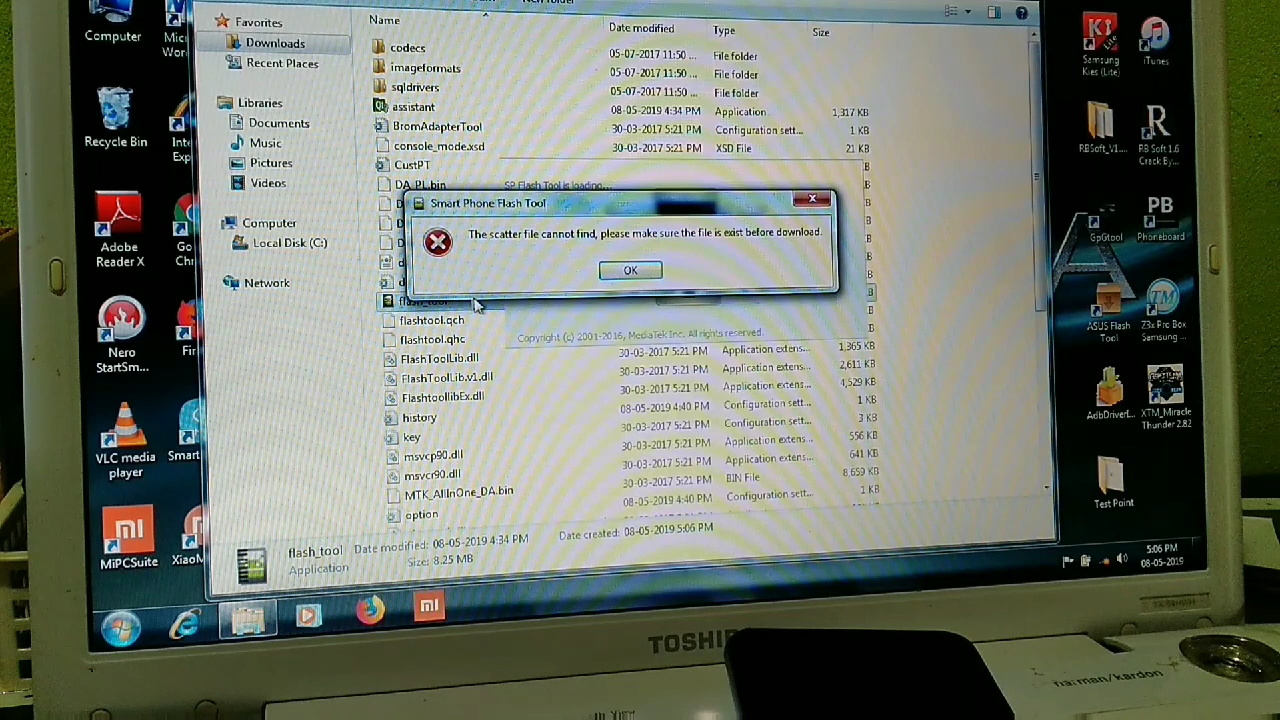 New folder
Computer
Recycle Bin
Adobe
Reader X
Nero
StartSm...
VLC media
player
MiPCSuite
Favorites
Downloads
Recent Places
Libraries
Documents
Music
Pictures
Videos
Computer
Local Disk (C:)
Network
Name Date modified Type Size
codecs 05-07-2017 11:50 ... File folder
imageformats 05-07-2017 11:50 ... File folder
sqldrivers 05-07-2017 11:50 ... File folder
assistant 08-05-2019 4:34 PM Application 1,317 KB
BromAdapterTool 30-03-2017 5:21 PM Configuration sett... 1 KB
console_mode.xsd 30-03-2017 5:21 PM XSD File 21 KB
CustPT
DA_PL.bin
SP Flash Tool is loading...
Smart Phone Flash Tool
The scatter file cannot find, please make sure the file is exist before download.
OK
flashtool.qch
flashtool.qhc
Copyright (c) 2001-2016, MediaTek Inc. All rights reserved.
FlashToolLib.dll 30-03-2017 5:21 PM Application extens... 1,365 KB
FlashToolLib.v1.dll 30-03-2017 5:21 PM Application extens... 2,611 KB
FlashtoollibEx.dll 30-03-2017 5:21 PM Application extens... 4,529 KB
history 08-05-2019 4:40 PM Configuration sett... 1 KB
key 30-03-2017 5:21 PM Configuration sett... 3 KB
msvcp90.dll 30-03-2017 5:21 PM Application extens... 556 KB
msvcr90.dll 30-03-2017 5:21 PM Application extens... 641 KB
MTK_AllInOne_DA.bin 30-03-2017 5:21 PM BIN File 8,659 KB
option 08-05-2019 4:40 PM Configuration sett... 1 KB
flash_tool Date modified: 08-05-2019 4:34 PM Date created: 08-05-2019 5:06 PM
Application Size: 8.25 MB
Samsung
Kies (Lite)
iTunes
RBSoft_V1....
RB Soft 1.6
Crack By...
GpGtool
Phoneboard
ASUS Flash
Tool
Z3x Pro Box
Samsung ...
AdbDriverI...
XTM_Miracle
Thunder 2.82
Test Point
5:06 PM
08-05-2019
TOSHI
harman/kardon